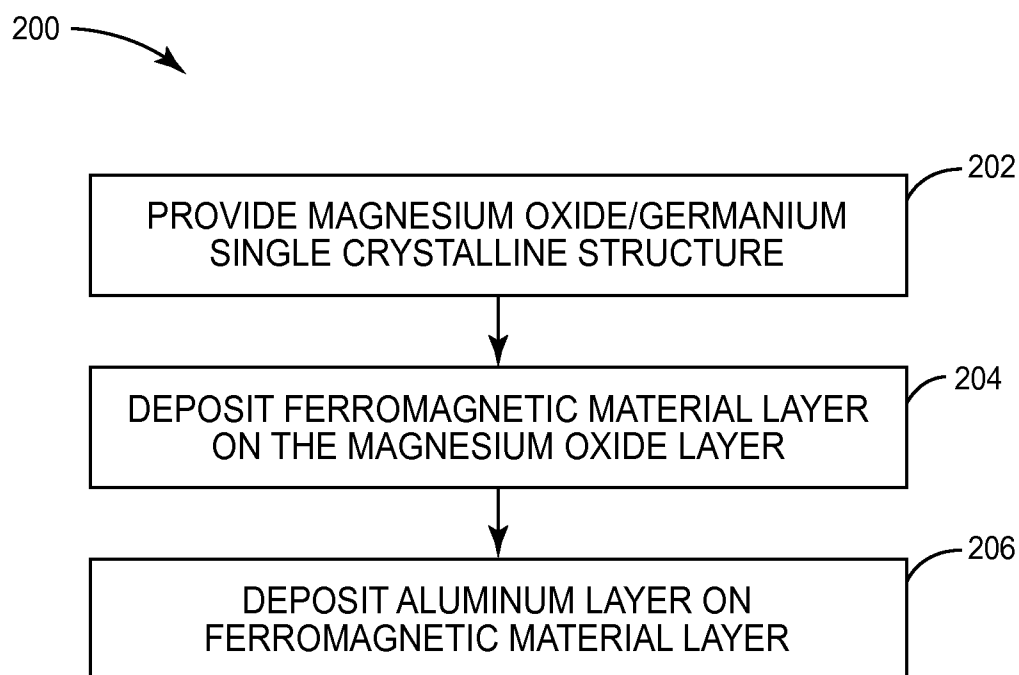 200
202
PROVIDE MAGNESIUM OXIDE/GERMANIUM
SINGLE CRYSTALLINE STRUCTURE
204
DEPOSIT FERROMAGNETIC MATERIAL LAYER
ON THE MAGNESIUM OXIDE LAYER
206
DEPOSIT ALUMINUM LAYER ON
FERROMAGNETIC MATERIAL LAYER